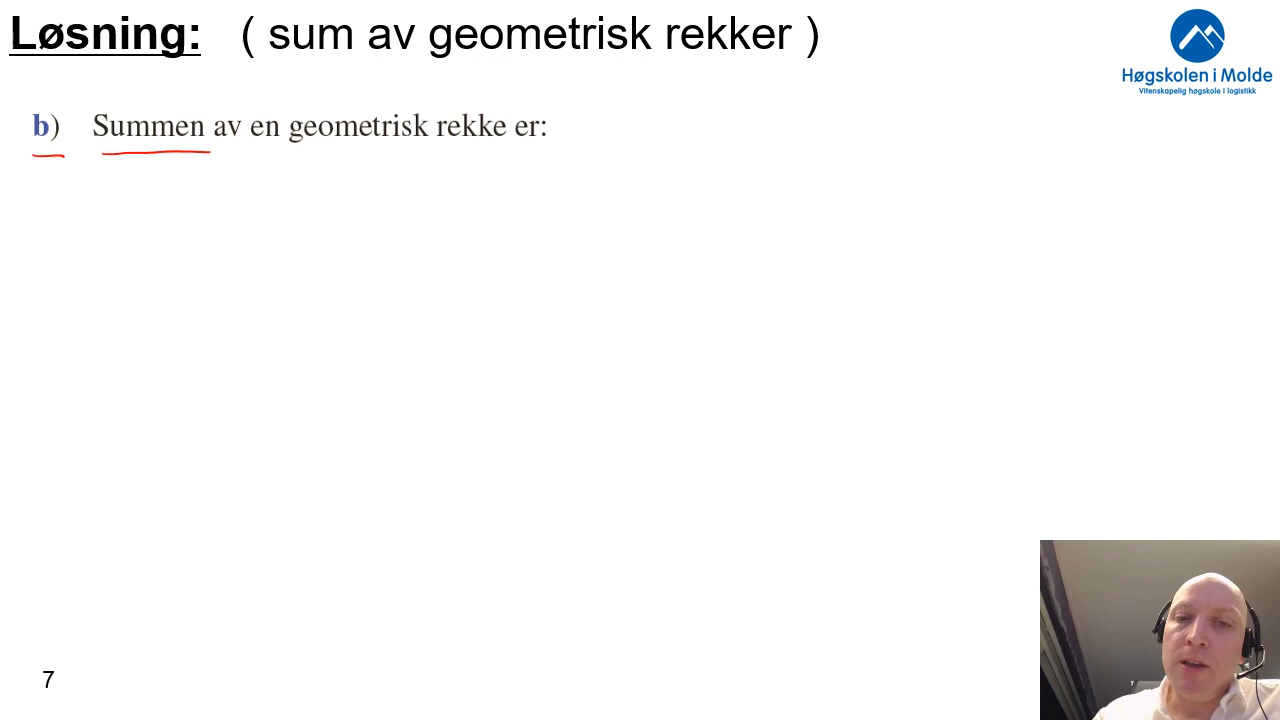 Løsning: ( sum av geometrisk rekker )
Høgskolen i Molde
Vitenskapelig høgskole i logistikk
b) Summen av en geometrisk rekke er:
7